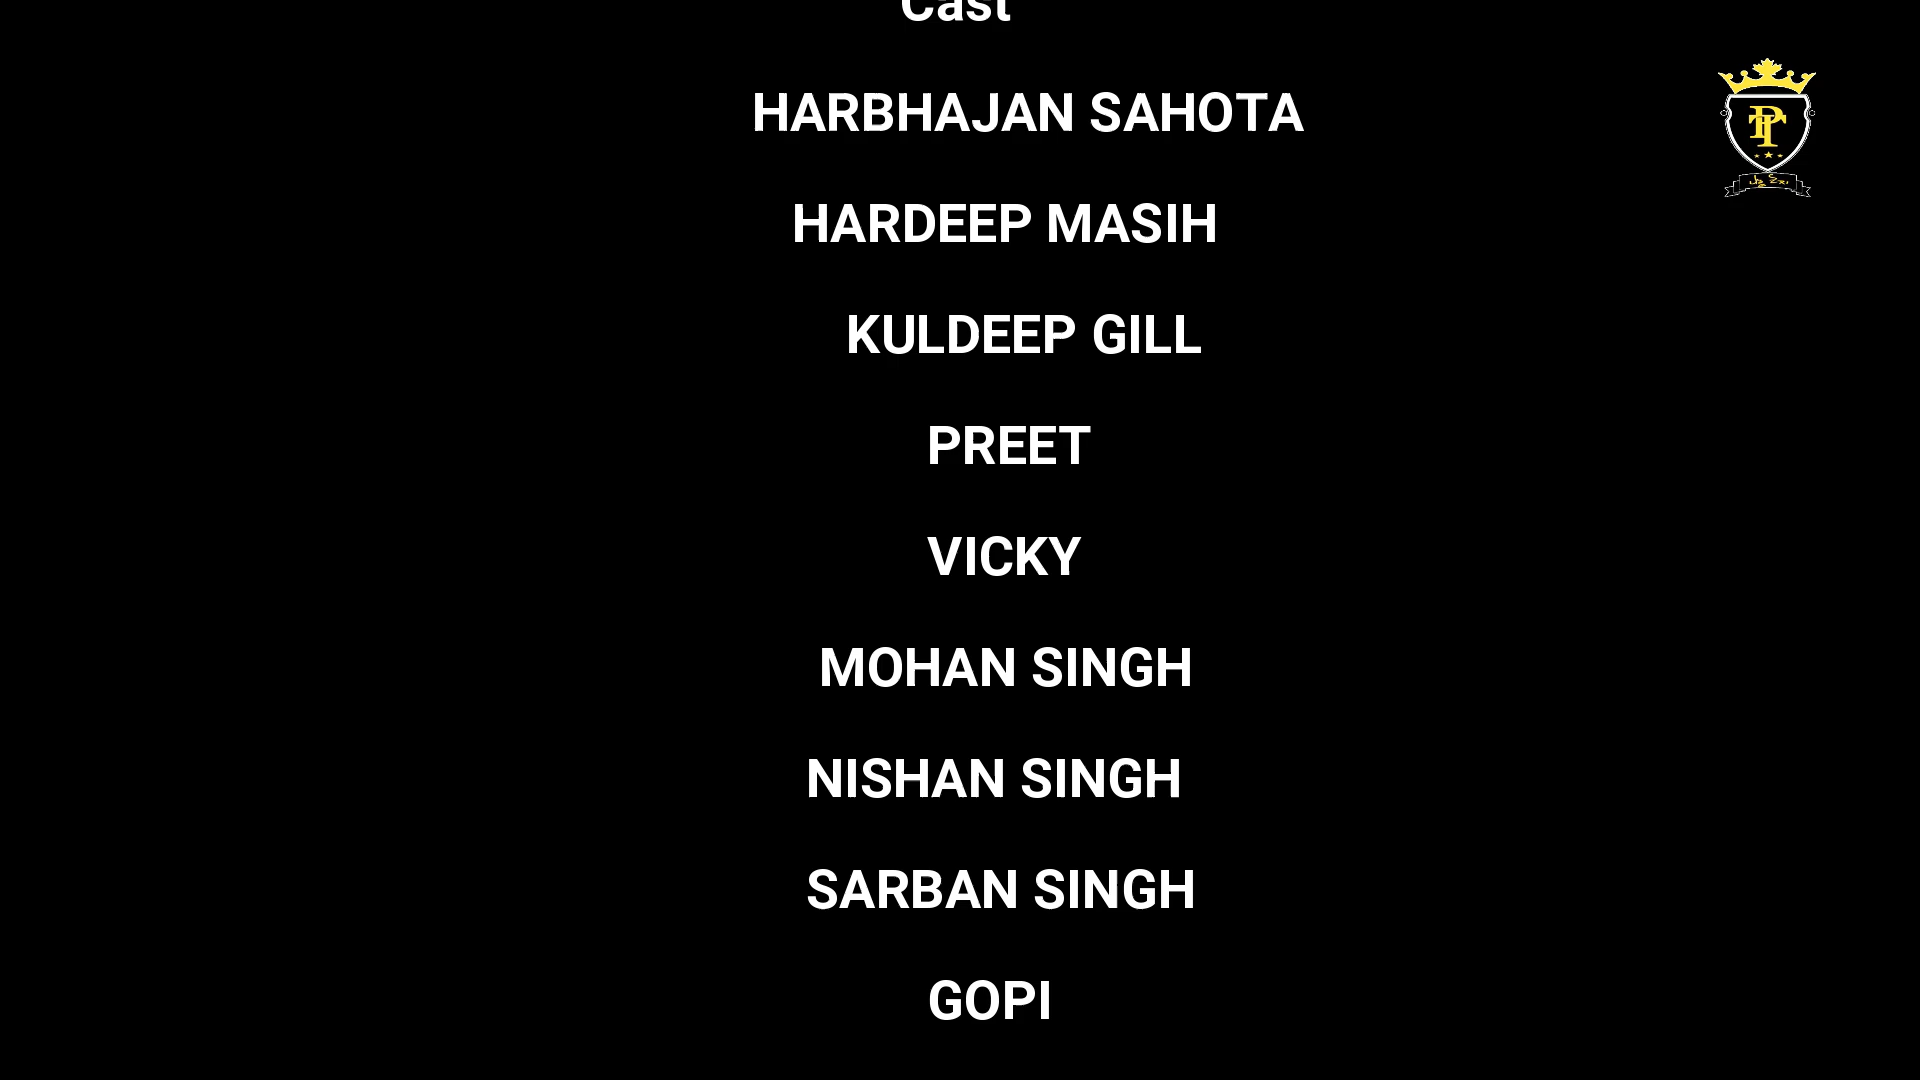 Cast
HARBHAJAN SAHOTA
HARDEEP MASIH
KULDEEP GILL
PREET
VICKY
MOHAN SINGH
NISHAN SINGH
SARBAN SINGH
GOPI